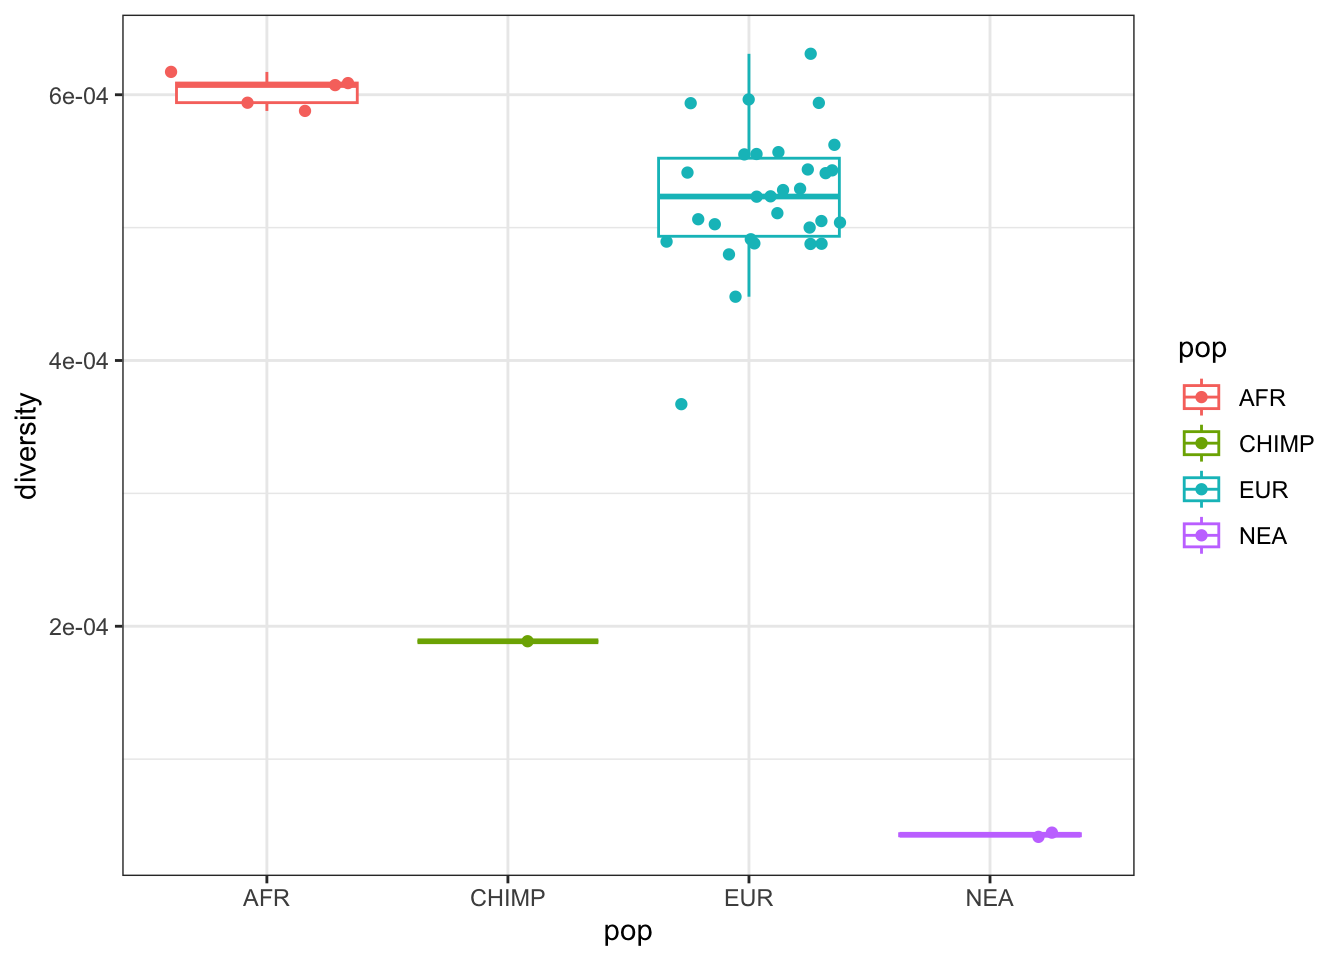 6e-04
4e-04
2e-04
diversity
AFR
CHIMP
EUR
NEA
pop
pop
AFR
CHIMP
EUR
NEA